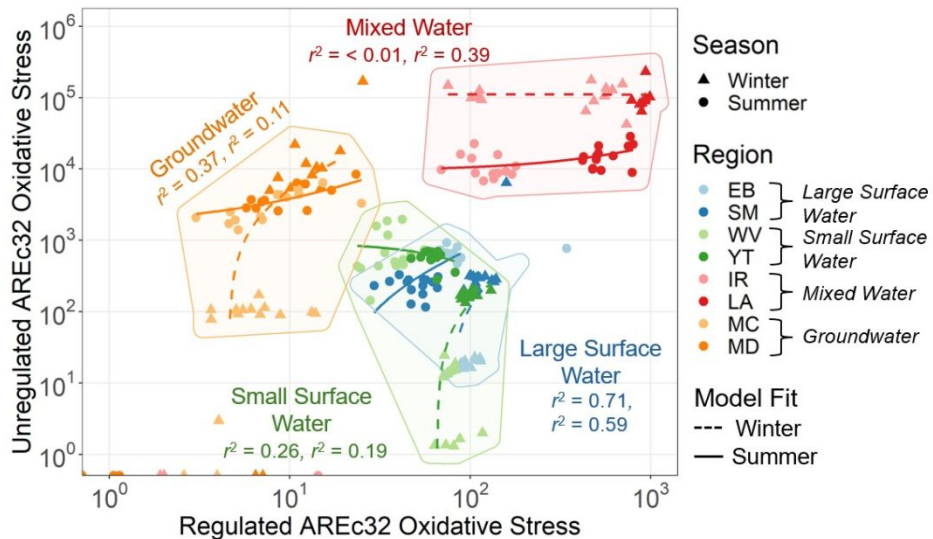 Unregulated AREc32 Oxidative Stress
10⁶
10⁵
10⁴
10³
10²
10¹
10⁰
10⁰
10¹
10²
10³
Regulated AREc32 Oxidative Stress
Mixed Water
r² = < 0.01, r² = 0.39
Groundwater
r² = 0.37, r² = 0.11
Small Surface
Water
r² = 0.26, r² = 0.19
Large Surface
Water
r² = 0.71,
r² = 0.59
Season
Winter
Summer
Region
EB
SM
Large Surface
Water
WV
YT
Small Surface
Water
IR
LA
Mixed Water
MC
MD
Groundwater
Model Fit
Winter
Summer